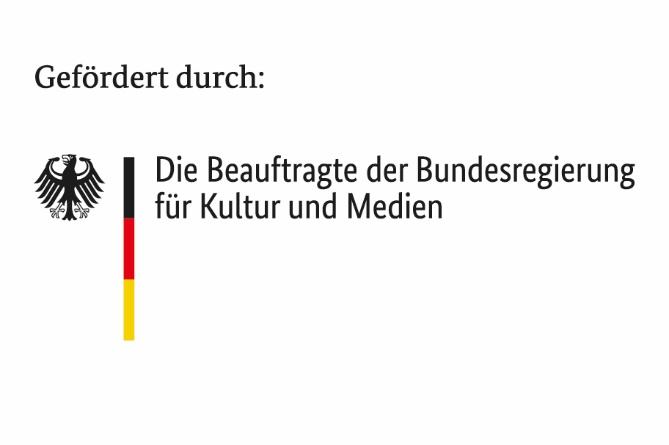 Gefördert durch:
Die Beauftragte der Bundesregierung
für Kultur und Medien